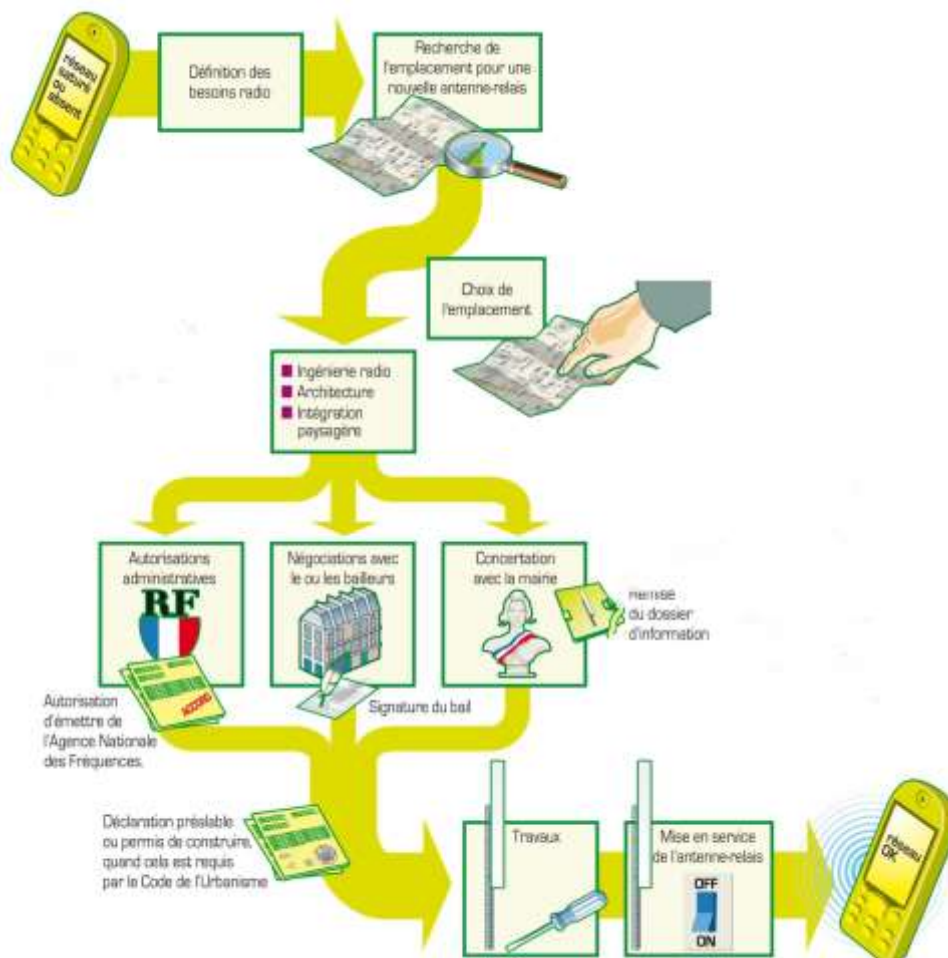 réseau
saturé
ou
absent
Définition des
besoins radio
Recherche de
l'emplacement pour une
nouvelle antenne-relais
Choix de
l'emplacement
Ingénierie radio
Architecture
Intégration
paysagère
Autorisations
administratives
RF
ACCORD
Autorisation
d'émettre de
l'Agence Nationale
des Fréquences.
Négociations avec
le ou les bailleurs
Signature du bail
Concertation
avec la mairie
Remise
du dossier
d'information
Déclaration préalable
ou permis de construire,
quand cela est requis
par le Code de l'Urbanisme
Travaux
Mise en service
de l'antenne-relais
OFF
ON
réseau
OK